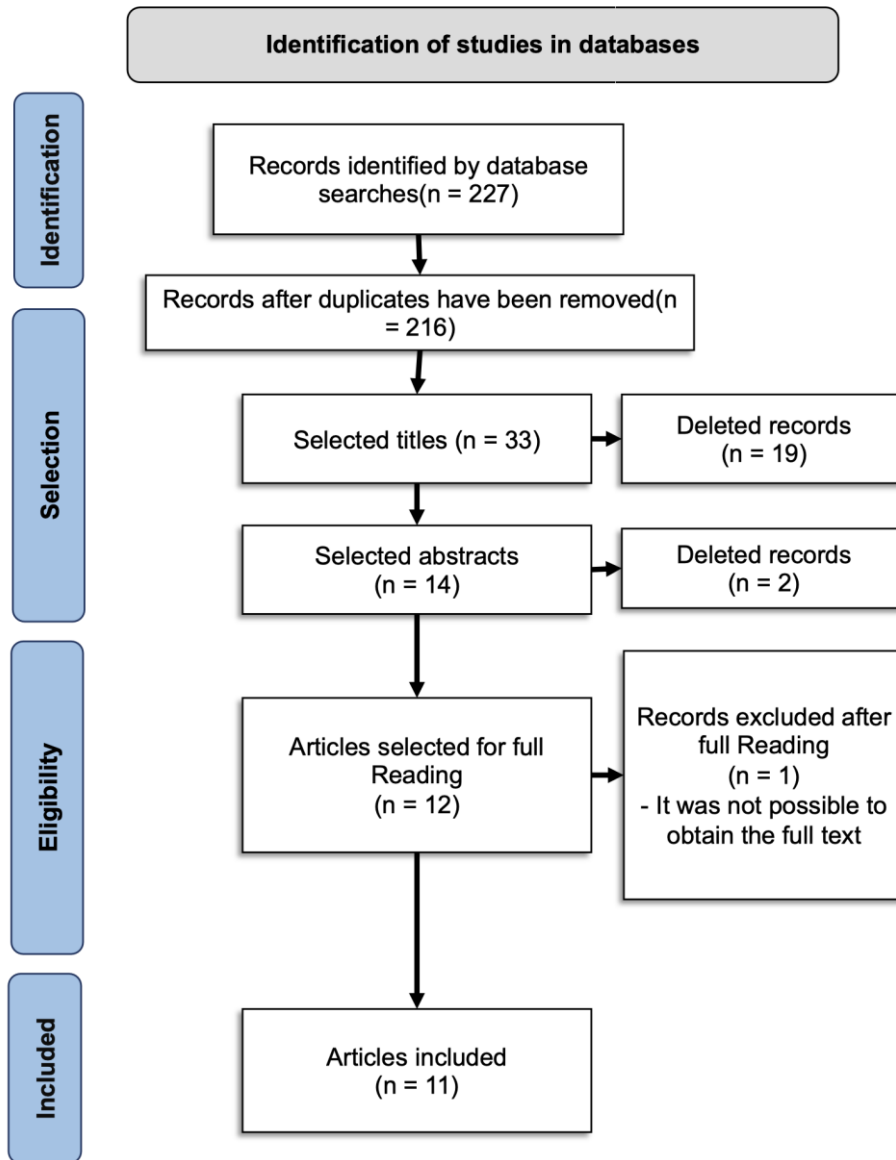 Identification of studies in databases
Identification
Records identified by database
searches(n = 227)
Records after duplicates have been removed(n
= 216)
Selection
Selected titles (n = 33)
Deleted records
(n = 19)
Selected abstracts
(n = 14)
Deleted records
(n = 2)
Eligibility
Articles selected for full
Reading
(n = 12)
Records excluded after
full Reading
(n = 1)
- It was not possible to
obtain the full text
Included
Articles included
(n = 11)